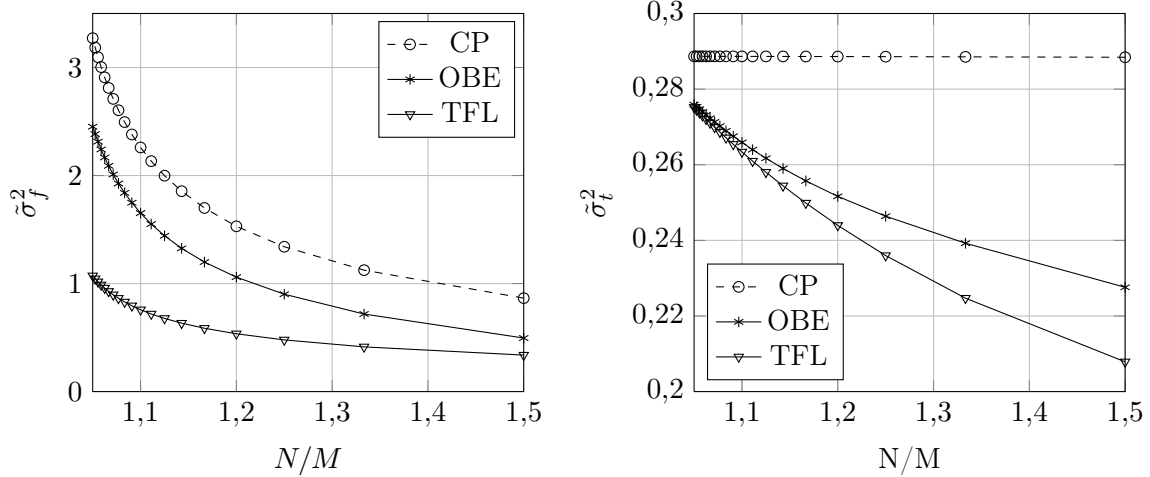 3
2
1
0
σ̃²_f
1,1 1,2 1,3 1,4 1,5
N/M
CP
OBE
TFL
0,3
0,28
0,26
0,24
0,22
0,2
σ̃²_t
1,1 1,2 1,3 1,4 1,5
N/M
CP
OBE
TFL